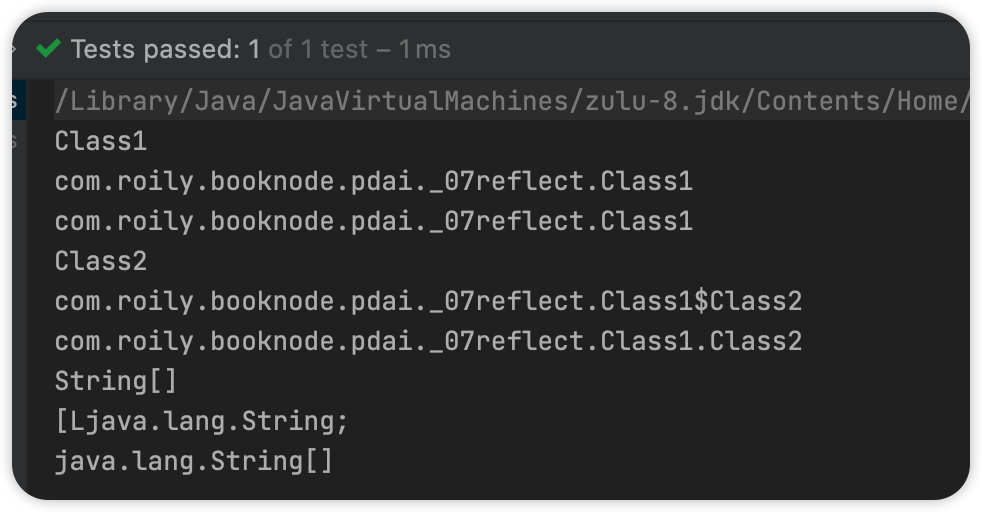 Tests passed: 1 of 1 test – 1 ms
/Library/Java/JavaVirtualMachines/zulu-8.jdk/Contents/Home/
Class1
com.roily.booknode.pdai._07reflect.Class1
com.roily.booknode.pdai._07reflect.Class1
Class2
com.roily.booknode.pdai._07reflect.Class1$Class2
com.roily.booknode.pdai._07reflect.Class1.Class2
String[]
[Ljava.lang.String;
java.lang.String[]